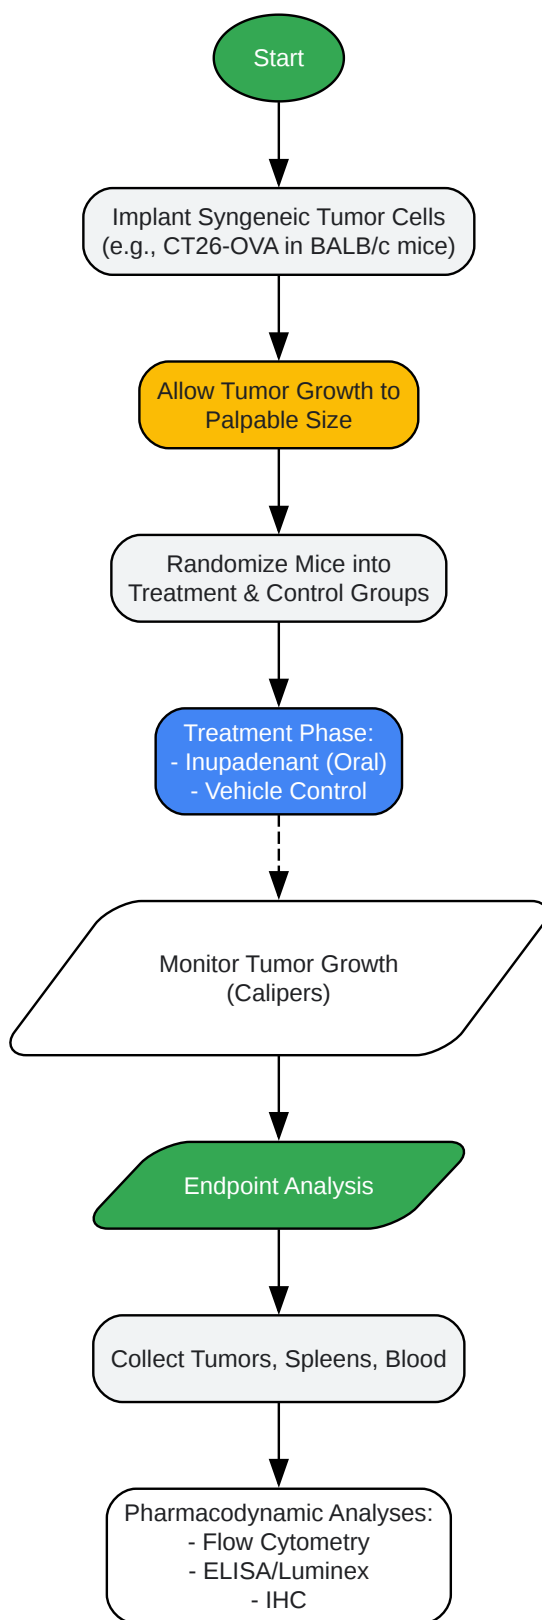 Start
Implant Syngeneic Tumor Cells
(e.g., CT26-OVA in BALB/c mice)
Allow Tumor Growth to
Palpable Size
Randomize Mice into
Treatment & Control Groups
Treatment Phase:
- Inupadenant (Oral)
- Vehicle Control
Monitor Tumor Growth
(Calipers)
Endpoint Analysis
Collect Tumors, Spleens, Blood
Pharmacodynamic Analyses:
- Flow Cytometry
- ELISA/Luminex
- IHC